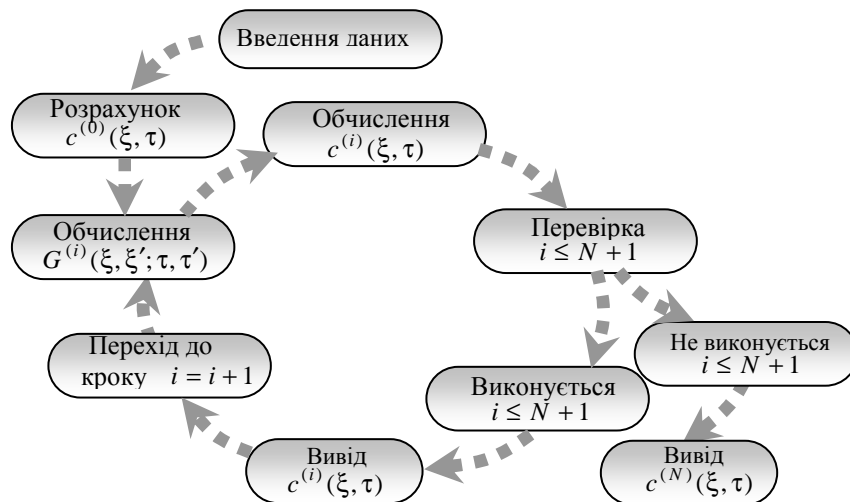 Введення даних
Розрахунок
c⁽⁰⁾(ξ, τ)
Обчислення
c⁽ⁱ⁾(ξ, τ)
Обчислення
G⁽ⁱ⁾(ξ, ξ′; τ, τ′)
Перевірка
i ≤ N + 1
Перехід до
кроку i = i + 1
Виконується
i ≤ N + 1
Не виконується
i ≤ N + 1
Вивід
c⁽ⁱ⁾(ξ, τ)
Вивід
c⁽ᴺ⁾(ξ, τ)